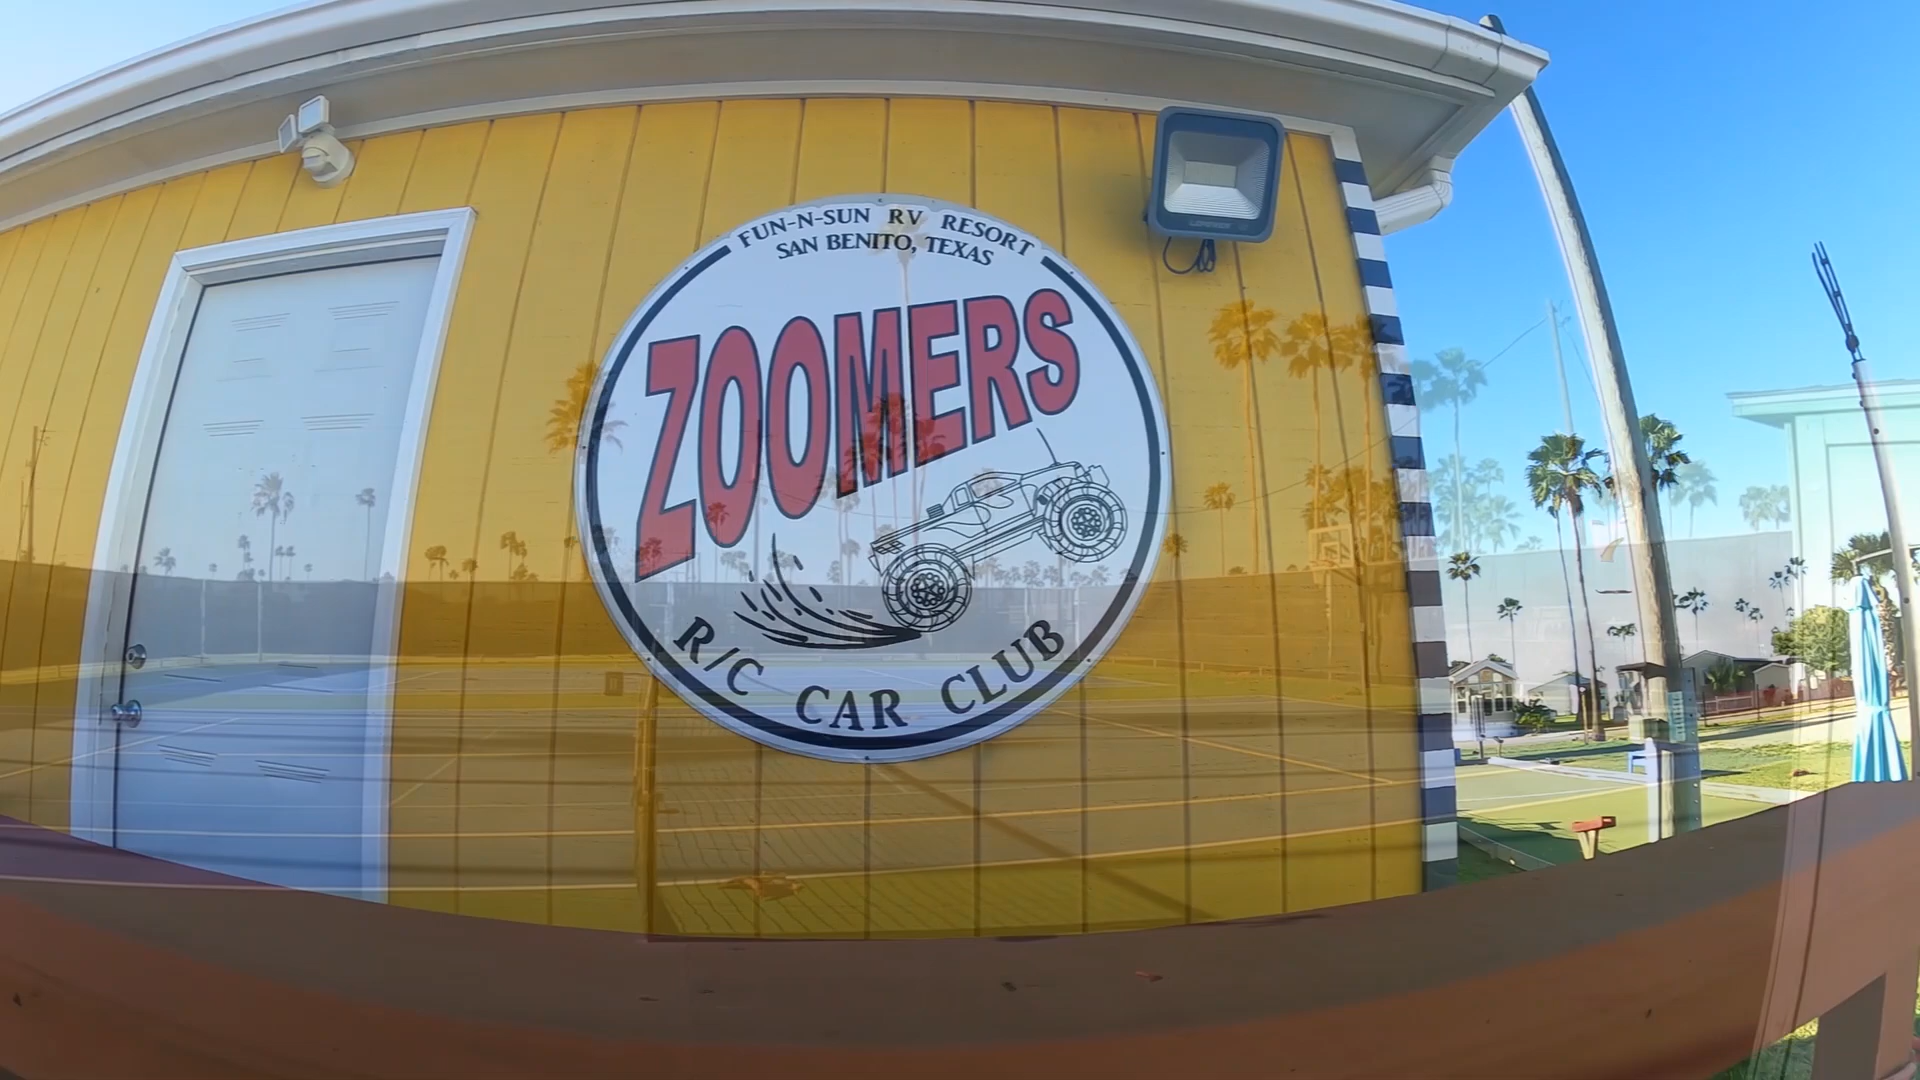 FUN-N-SUN RV RESORT
SAN BENITO, TEXAS
ZOOMERS
R/C CAR CLUB